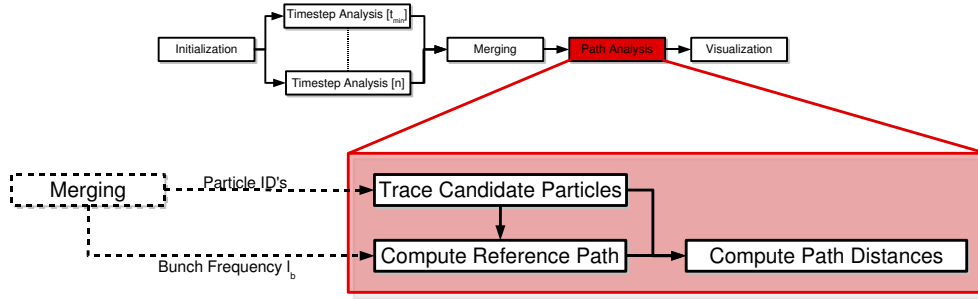 Timestep Analysis [t_min]
Initialization
Merging
Path Analysis
Visualization
Timestep Analysis [n]
Merging
Particle ID's
Trace Candidate Particles
Compute Reference Path
Compute Path Distances
Bunch Frequency I_b